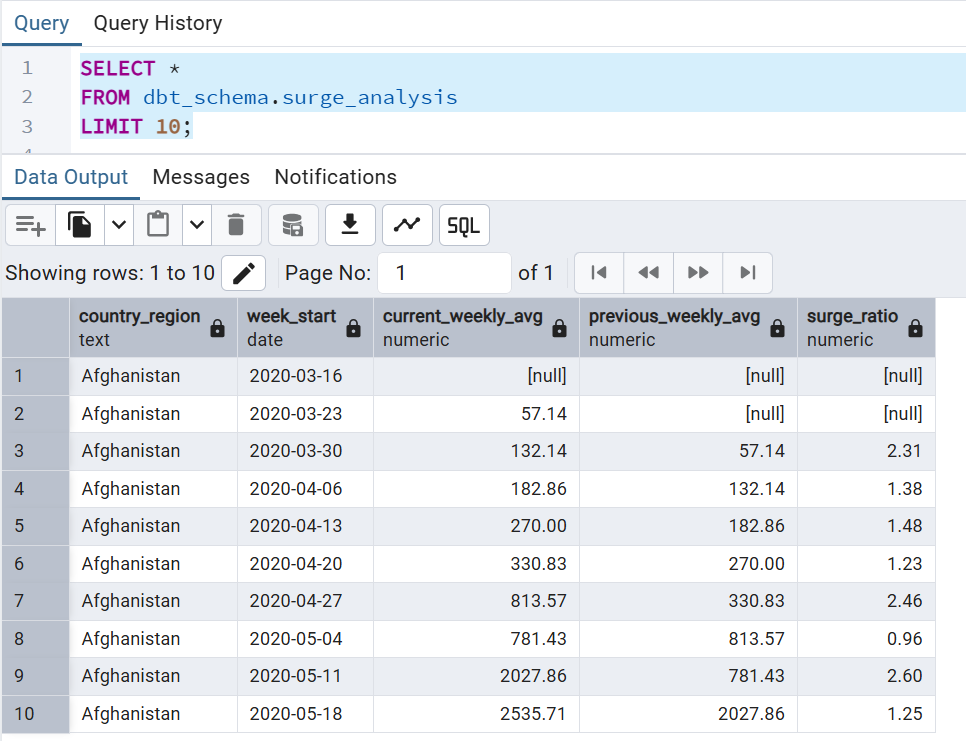 Query Query History
1 SELECT *
2 FROM dbt_schema.surge_analysis
3 LIMIT 10;
Data Output Messages Notifications
SQL
Showing rows: 1 to 10 Page No: 1 of 1
country_region week_start current_weekly_avg previous_weekly_avg surge_ratio
text date numeric numeric numeric
1 Afghanistan 2020-03-16 [null] [null] [null]
2 Afghanistan 2020-03-23 57.14 [null] [null]
3 Afghanistan 2020-03-30 132.14 57.14 2.31
4 Afghanistan 2020-04-06 182.86 132.14 1.38
5 Afghanistan 2020-04-13 270.00 182.86 1.48
6 Afghanistan 2020-04-20 330.83 270.00 1.23
7 Afghanistan 2020-04-27 813.57 330.83 2.46
8 Afghanistan 2020-05-04 781.43 813.57 0.96
9 Afghanistan 2020-05-11 2027.86 781.43 2.60
10 Afghanistan 2020-05-18 2535.71 2027.86 1.25